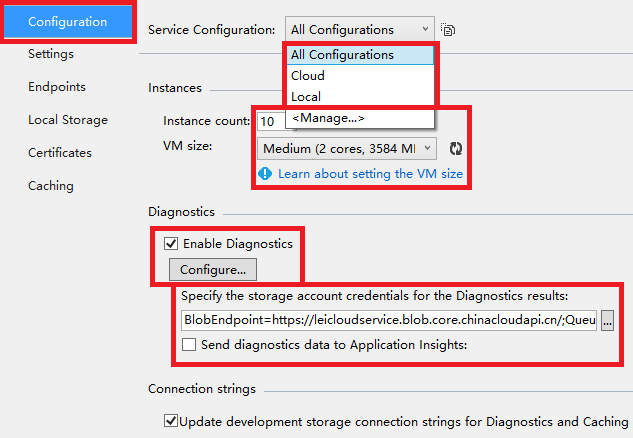 Configuration
Settings
Endpoints
Local Storage
Certificates
Caching
Service Configuration: All Configurations
All Configurations
Cloud
Local
<Manage...>
Instances
Instance count: 10
VM size: Medium (2 cores, 3584 MI
Learn about setting the VM size
Diagnostics
Enable Diagnostics
Configure...
Specify the storage account credentials for the Diagnostics results:
BlobEndpoint=https://leicloudservice.blob.core.chinacloudapi.cn/;Queu ...
Send diagnostics data to Application Insights:
Connection strings
Update development storage connection strings for Diagnostics and Caching